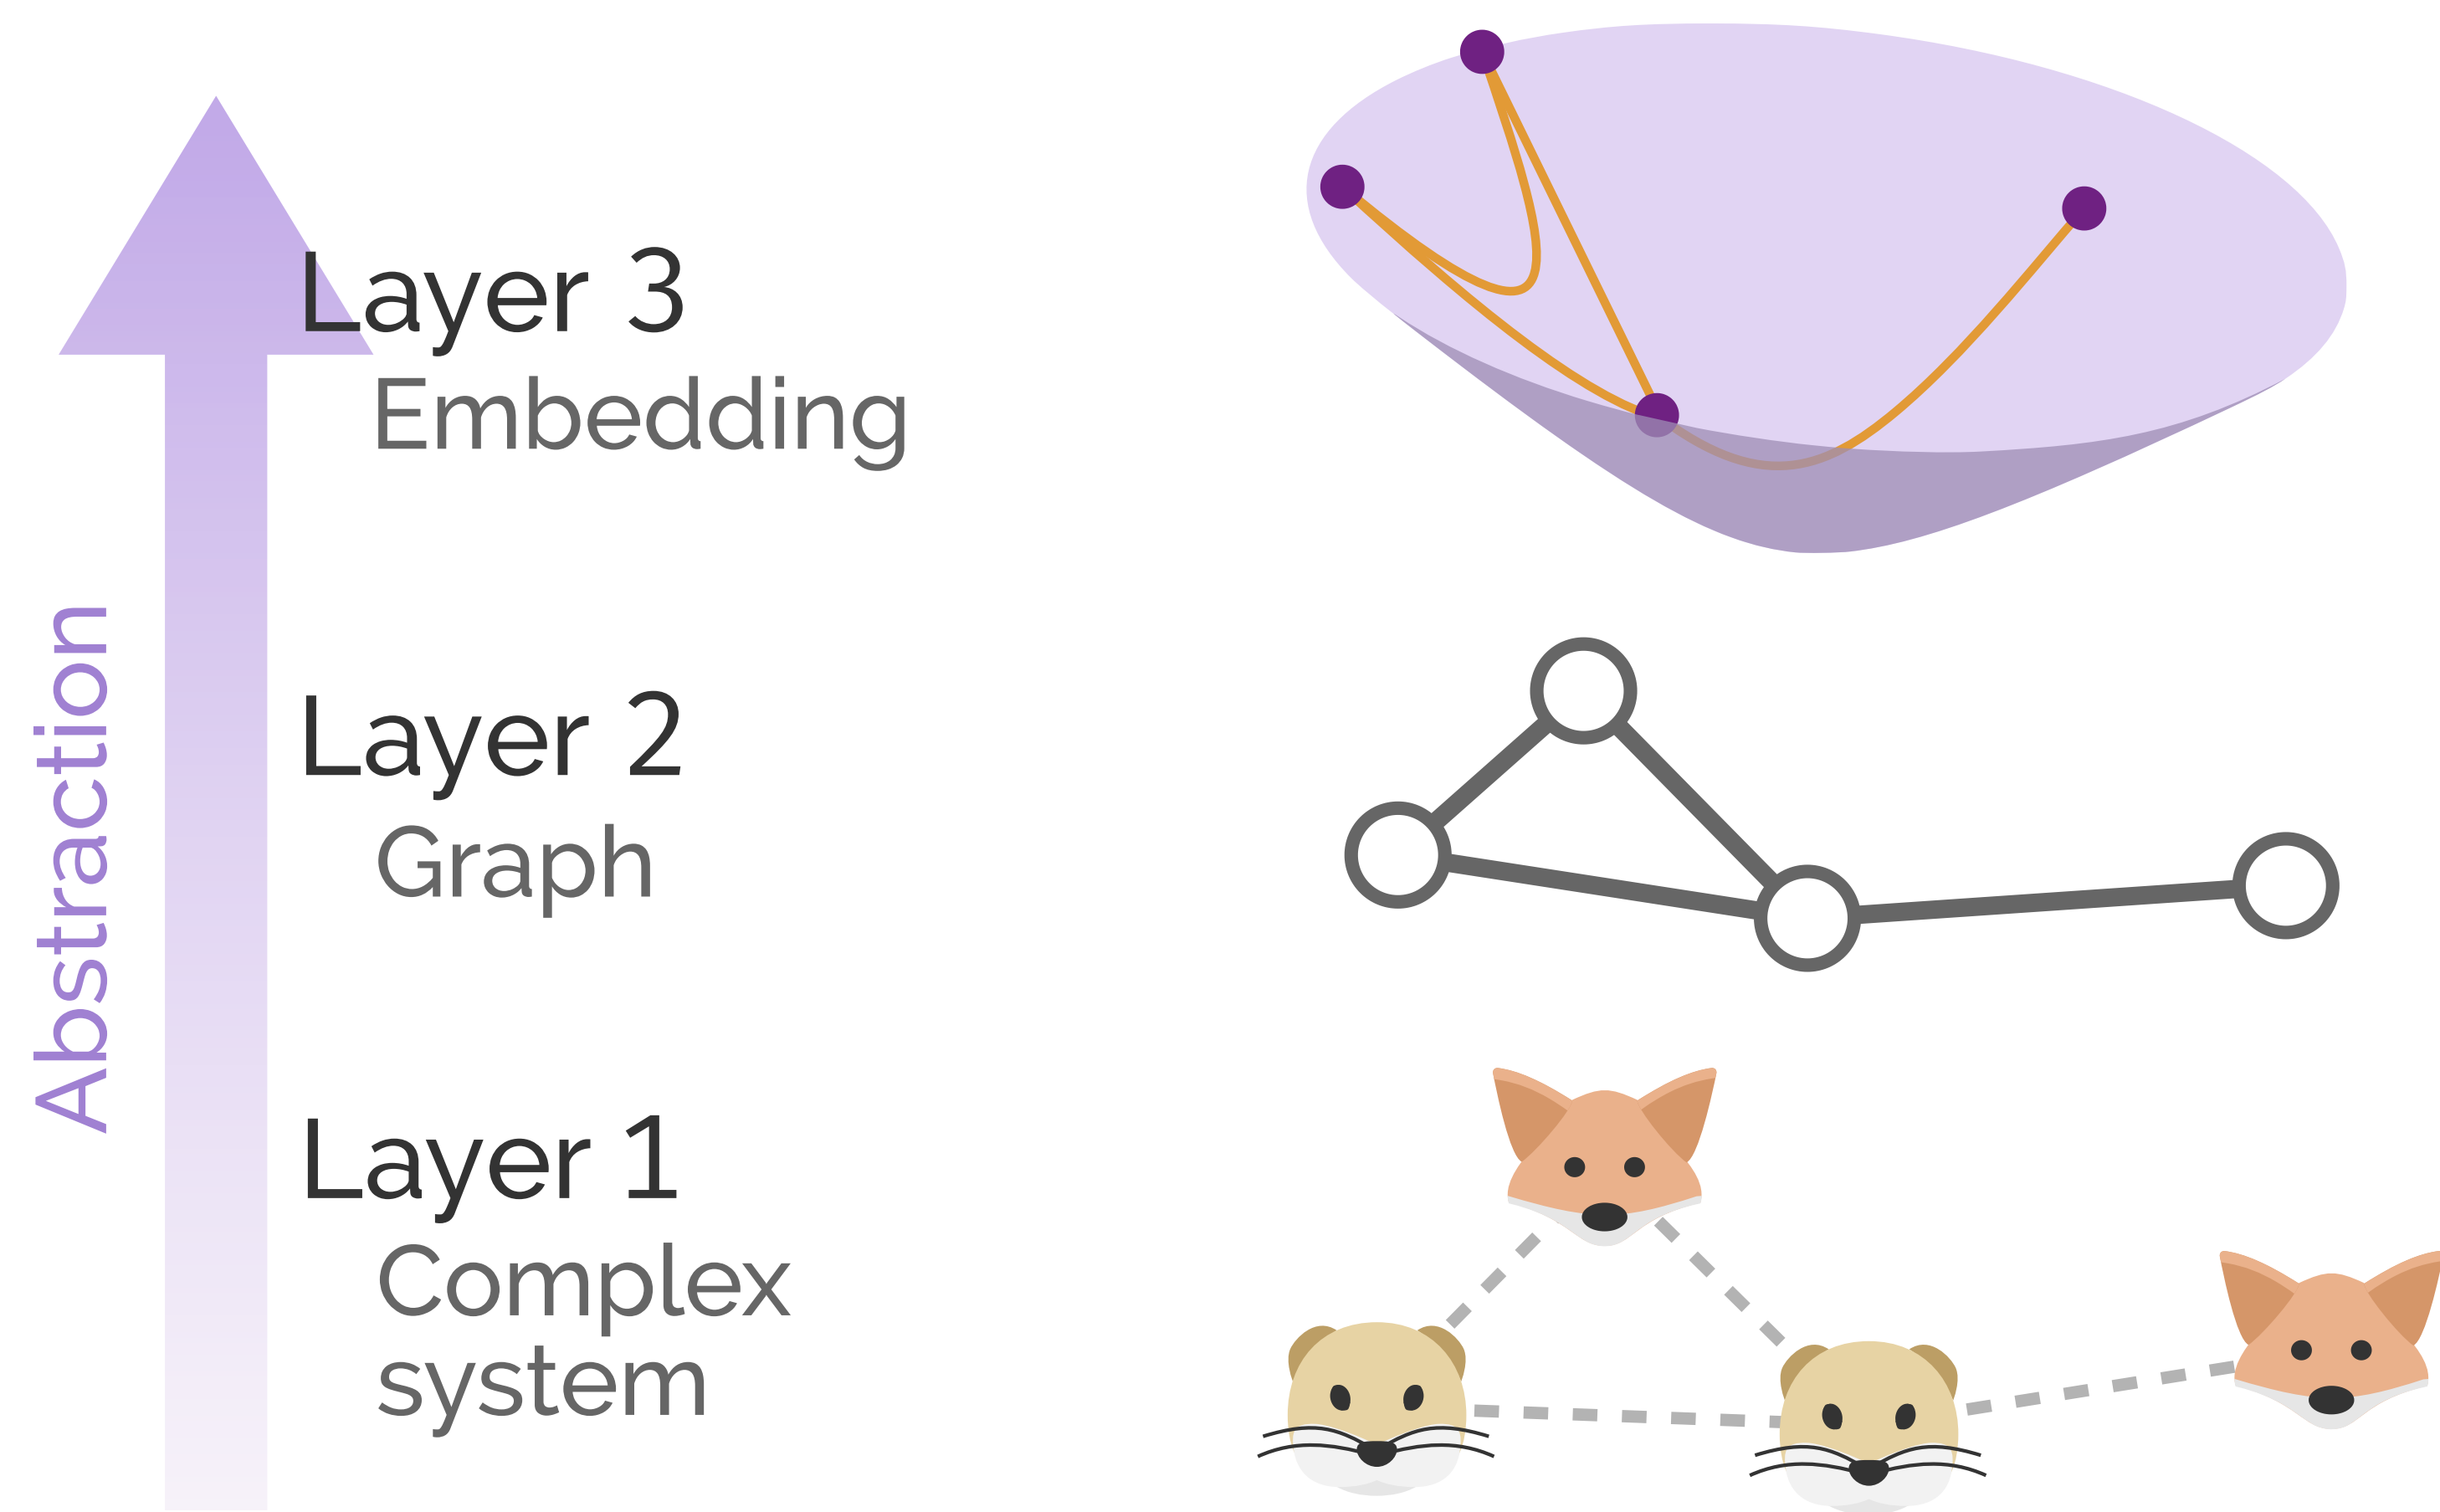 Abstraction
Layer 3
Embedding
Layer 2
Graph
Layer 1
Complex
system